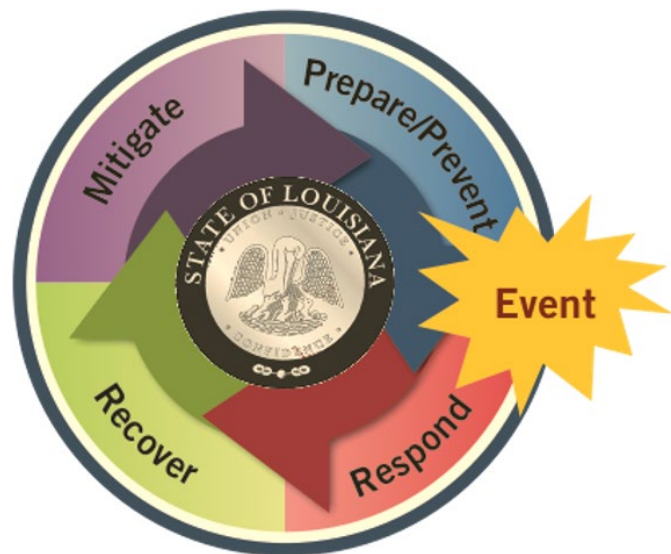 Mitigate
Prepare/Prevent
STATE OF LOUISIANA
UNION · JUSTICE
CONFIDENCE
Event
Recover
Respond